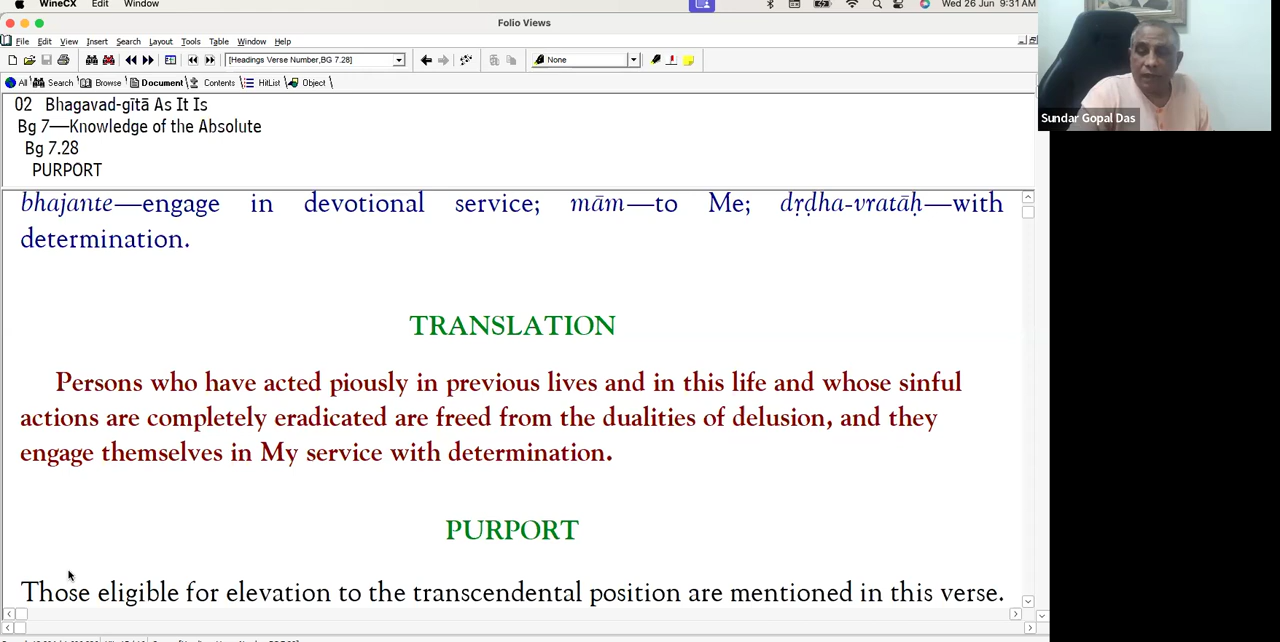 WineCX Edit Window Wed 26 Jun 9:31 AM
Folio Views
File Edit View Insert Search Layout Tools Table Window Help
[Headings Verse Number,BG 7.28] None
All Search Browse Document Contents HitList Object
Sundar Gopal Das
02 Bhagavad-gītā As It Is
Bg 7—Knowledge of the Absolute
Bg 7.28
PURPORT
bhajante—engage in devotional service; mām—to Me; dṛḍha-vratāḥ—with
determination.
TRANSLATION
Persons who have acted piously in previous lives and in this life and whose sinful
actions are completely eradicated are freed from the dualities of delusion, and they
engage themselves in My service with determination.
PURPORT
Those eligible for elevation to the transcendental position are mentioned in this verse.